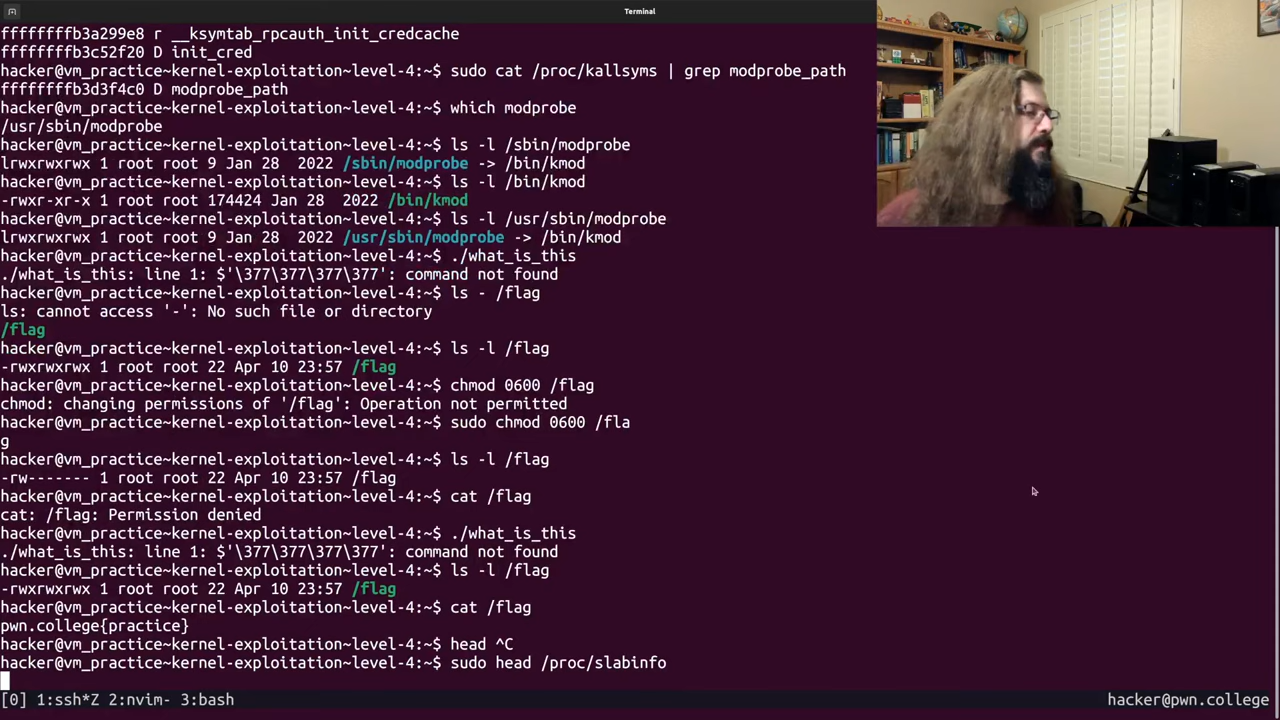 Terminal
ffffffffb3a299e8 r __ksymtab_rpcauth_init_credcache
ffffffffb3c52f20 D init_cred
hacker@vm_practice~kernel-exploitation~level-4:~$ sudo cat /proc/kallsyms | grep modprobe_path
ffffffffb3d3f4c0 D modprobe_path
hacker@vm_practice~kernel-exploitation~level-4:~$ which modprobe
/usr/sbin/modprobe
hacker@vm_practice~kernel-exploitation~level-4:~$ ls -l /sbin/modprobe
lrwxrwxrwx 1 root root 9 Jan 28  2022 /sbin/modprobe -> /bin/kmod
hacker@vm_practice~kernel-exploitation~level-4:~$ ls -l /bin/kmod
-rwxr-xr-x 1 root root 174424 Jan 28  2022 /bin/kmod
hacker@vm_practice~kernel-exploitation~level-4:~$ ls -l /usr/sbin/modprobe
lrwxrwxrwx 1 root root 9 Jan 28  2022 /usr/sbin/modprobe -> /bin/kmod
hacker@vm_practice~kernel-exploitation~level-4:~$ ./what_is_this
./what_is_this: line 1: $'\377\377\377\377': command not found
hacker@vm_practice~kernel-exploitation~level-4:~$ ls - /flag
ls: cannot access '-': No such file or directory
/flag
hacker@vm_practice~kernel-exploitation~level-4:~$ ls -l /flag
-rwxrwxrwx 1 root root 22 Apr 10 23:57 /flag
hacker@vm_practice~kernel-exploitation~level-4:~$ chmod 0600 /flag
chmod: changing permissions of '/flag': Operation not permitted
hacker@vm_practice~kernel-exploitation~level-4:~$ sudo chmod 0600 /fla
g
hacker@vm_practice~kernel-exploitation~level-4:~$ ls -l /flag
-rw------- 1 root root 22 Apr 10 23:57 /flag
hacker@vm_practice~kernel-exploitation~level-4:~$ cat /flag
cat: /flag: Permission denied
hacker@vm_practice~kernel-exploitation~level-4:~$ ./what_is_this
./what_is_this: line 1: $'\377\377\377\377': command not found
hacker@vm_practice~kernel-exploitation~level-4:~$ ls -l /flag
-rwxrwxrwx 1 root root 22 Apr 10 23:57 /flag
hacker@vm_practice~kernel-exploitation~level-4:~$ cat /flag
pwn.college{practice}
hacker@vm_practice~kernel-exploitation~level-4:~$ head ^C
hacker@vm_practice~kernel-exploitation~level-4:~$ sudo head /proc/slabinfo
[0] 1:ssh*Z 2:nvim- 3:bash hacker@pwn.college